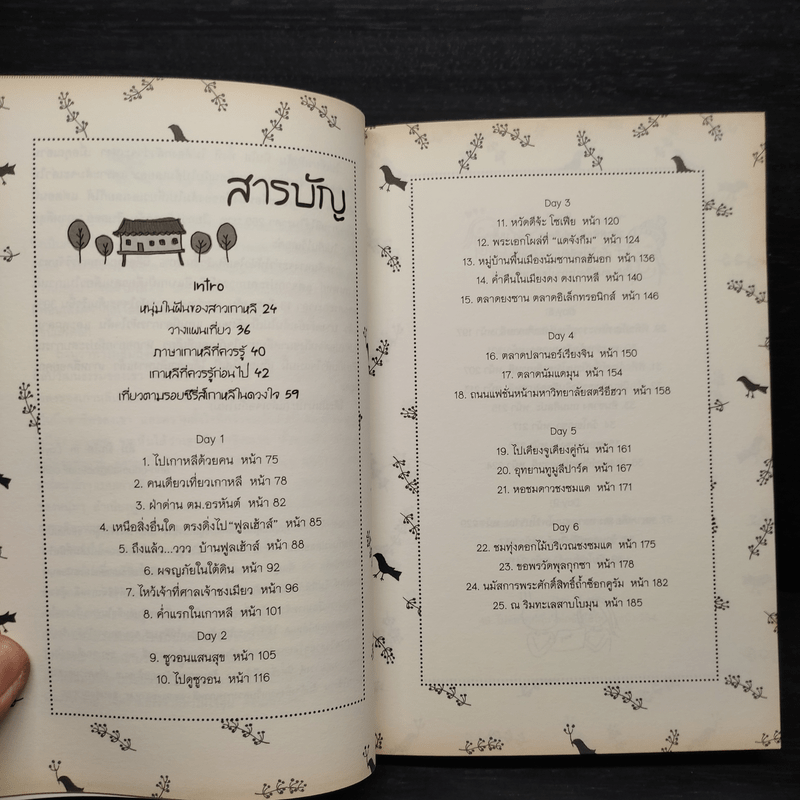 สารบัญ
Intro
หนุ่มในฝันของสาวเกาหลี 24
วางแผนเที่ยว 36
ภาษาเกาหลีที่ควรรู้ 40
เกาหลีที่ควรรู้ก่อนไป 42
เที่ยวตามรอยซีรี่ส์เกาหลีในดวงใจ 59
Day 1
1. ไปเกาหลีด้วยคน หน้า 75
2. คนเดียวเที่ยวเกาหลี หน้า 78
3. ฝ่าด่าน ตม.อรหันต์ หน้า 82
4. เหนือสิ่งอื่นใด ตรงดิ่งไป“ฟูลเฮ้าส์” หน้า 85
5. ถึงแล้ว...ววว บ้านฟูลเฮ้าส์ หน้า 88
6. ผจญภัยในใต้ดิน หน้า 92
7. ไหว้เจ้าที่ศาลเจ้าชงเมียว หน้า 96
8. ค่ำแรกในเกาหลี หน้า 101
Day 2
9. ซูวอนแสนสุข หน้า 105
10. ไปดูซูวอน หน้า 116
Day 3
11. หวัดดีจ้ะ โซเฟีย หน้า 120
12. พระเอกโผล่ที่ “แดจังกึม” หน้า 124
13. หมู่บ้านพื้นเมืองนัมซานกลฮันอก หน้า 136
14. ค่ำคืนในเมียงดง ดงเกาหลี หน้า 140
15. ตลาดยงซาน ตลาดอิเล็กทรอนิกส์ หน้า 146
Day 4
16. ตลาดปลานอร์เรียงจิน หน้า 150
17. ตลาดนัมแดมุน หน้า 154
18. ถนนแฟชั่นหน้ามหาวิทยาลัยสตรีอีฮวา หน้า 158
Day 5
19. ไปเคียงจูเคียงคู่กัน หน้า 161
20. อุทยานทูมูลีปาร์ค หน้า 167
21. หอชมดาวชงซมแด หน้า 171
Day 6
22. ชมทุ่งดอกไม้บริเวณชงซมแด หน้า 175
23. ขอพรวัดพุลกุกซา หน้า 178
24. นมัสการพระศักดิ์สิทธิ์ถ้ำซ็อกคูรัม หน้า 182
25. ณ ริมทะเลสาบโบมุน หน้า 185